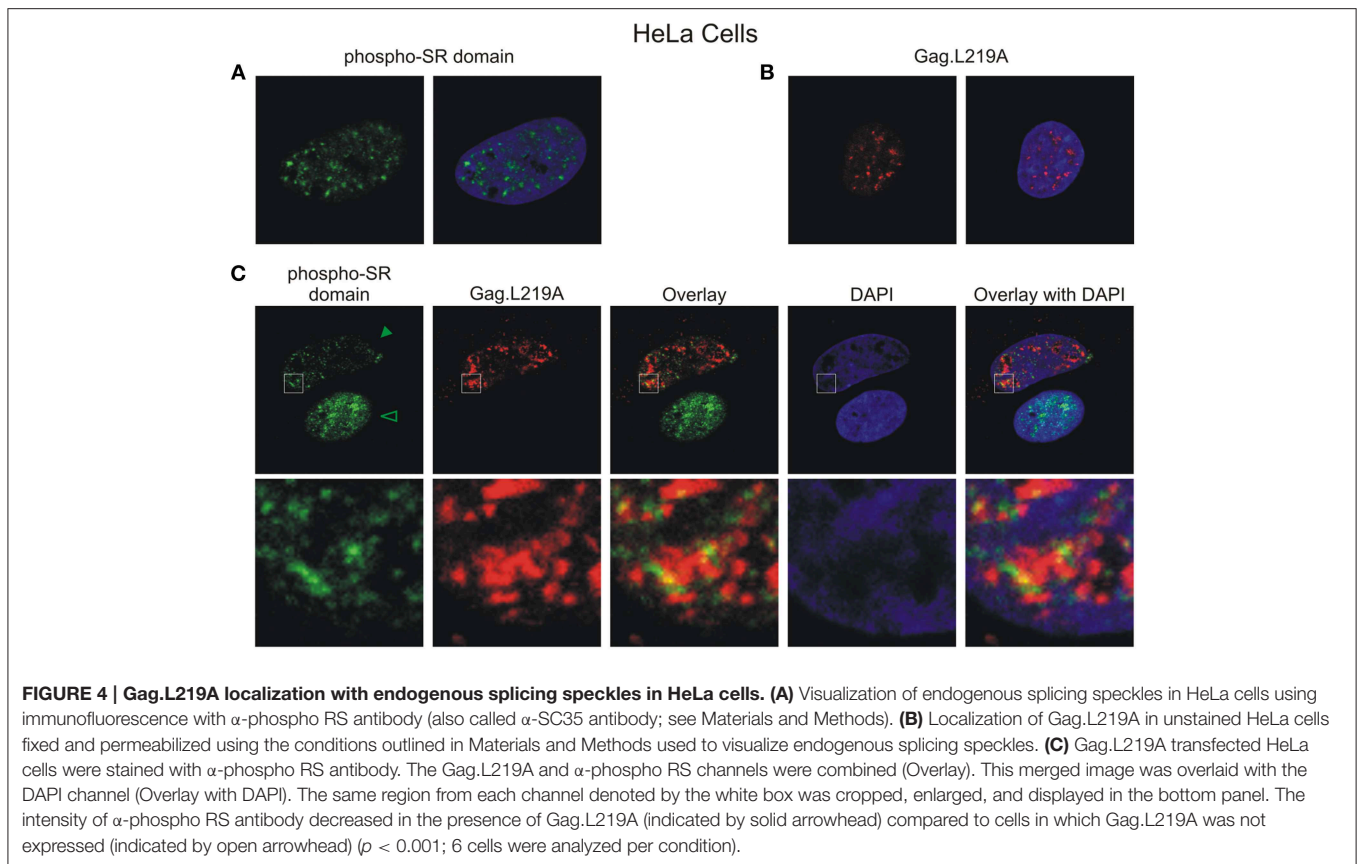 HeLa Cells
phospho-SR domain
Gag.L219A
A
B
C
phospho-SR
domain
Gag.L219A
Overlay
DAPI
Overlay with DAPI
FIGURE 4 | Gag.L219A localization with endogenous splicing speckles in HeLa cells. (A) Visualization of endogenous splicing speckles in HeLa cells using
immunofluorescence with α-phospho RS antibody (also called α-SC35 antibody; see Materials and Methods). (B) Localization of Gag.L219A in unstained HeLa cells
fixed and permeabilized using the conditions outlined in Materials and Methods used to visualize endogenous splicing speckles. (C) Gag.L219A transfected HeLa
cells were stained with α-phospho RS antibody. The Gag.L219A and α-phospho RS channels were combined (Overlay). This merged image was overlaid with the
DAPI channel (Overlay with DAPI). The same region from each channel denoted by the white box was cropped, enlarged, and displayed in the bottom panel. The
intensity of α-phospho RS antibody decreased in the presence of Gag.L219A (indicated by solid arrowhead) compared to cells in which Gag.L219A was not
expressed (indicated by open arrowhead) (p < 0.001; 6 cells were analyzed per condition).